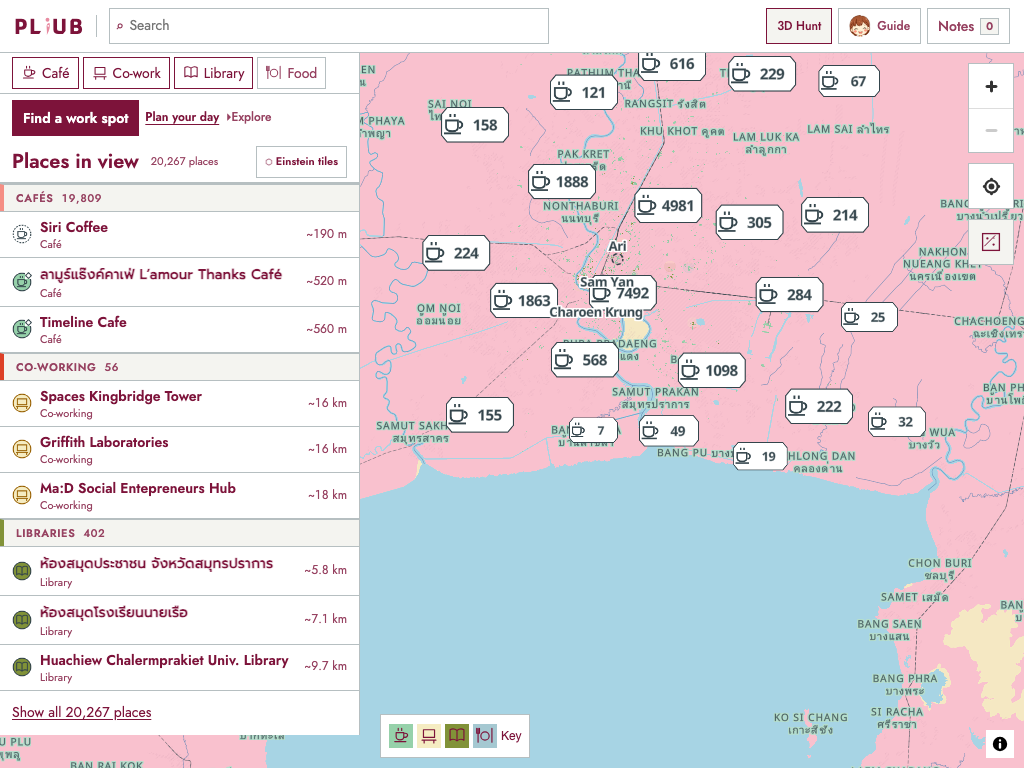 PLUB
Search
3D Hunt
Guide
Notes 0
Café
Co-work
Library
Food
Find a work spot
Plan your day
Explore
Places in view
20,267 places
Einstein tiles
CAFÉS 19,809
Siri Coffee
Café
~190 m
ลามูร์แธ๊งค์คาเฟ่ L'amour Thanks Café
Café
~520 m
Timeline Cafe
Café
~560 m
CO-WORKING 56
Spaces Kingbridge Tower
Co-working
~16 km
Griffith Laboratories
Co-working
~16 km
Ma:D Social Entepreneurs Hub
Co-working
~18 km
LIBRARIES 402
ห้องสมุดประชาชน จังหวัดสมุทรปราการ
Library
~5.8 km
ห้องสมุดโรงเรียนนายเรือ
Library
~7.1 km
Huachiew Chalermprakiet Univ. Library
Library
~9.7 km
Show all 20,267 places
616
229
67
121
158
RANGSIT รังสิต
SAI NOI
KHU KHOT คูคต
LAM LUK KA
ลำลูกกา
LAM SAI ลำไทร
PAK KRET
1888
NONTHABURI
นนทบุรี
4981
305
214
Ari
224
NAKHON
Sam Yan
7492
1863
Charoen Krung
284
25
OM NOI
อ้อมน้อย
568
1098
SAMUT PRAKAN
สมุทรปราการ
155
222
32
7
49
19
สมุทรสาคร
BANG PU
บางวัว
คลองด่าน
CHON BURI
ชลบุรี
SAMET เสม็ด
BANG SAEN
บางแสน
BANG PHRA
บางพระ
SI RACHA
ศรีราชา
KO SI CHANG
เกาะสีชัง
BAN RAI KOK
Key